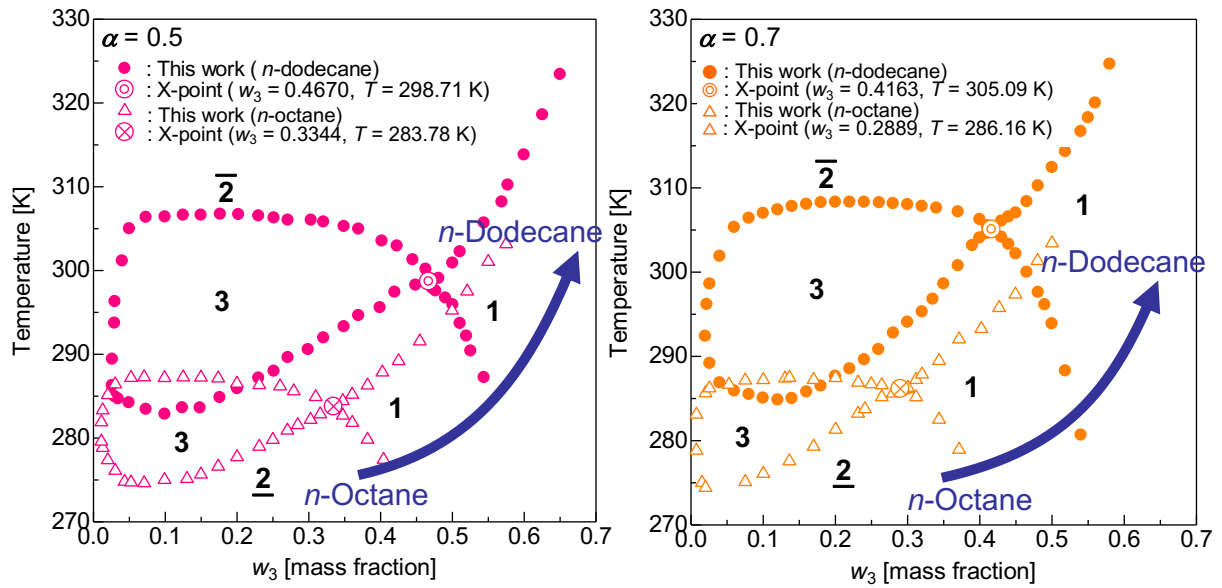 α = 0.5
: This work ( n-dodecane)
: X-point ( w3 = 0.4670, T = 298.71 K)
: This work (n-octane)
: X-point (w3 = 0.3344, T = 283.78 K)
330
320
310
300
290
280
270
Temperature [K]
2
3
1
n-Dodecane
3
1
2
n-Octane
0.0 0.1 0.2 0.3 0.4 0.5 0.6 0.7
w3 [mass fraction]
α = 0.7
: This work (n-dodecane)
: X-point (w3 = 0.4163, T = 305.09 K)
: This work (n-octane)
: X-point (w3 = 0.2889, T = 286.16 K)
330
320
310
300
290
280
270
Temperature [K]
2
1
3
n-Dodecane
1
3
2
n-Octane
0.0 0.1 0.2 0.3 0.4 0.5 0.6 0.7
w3 [mass fraction]